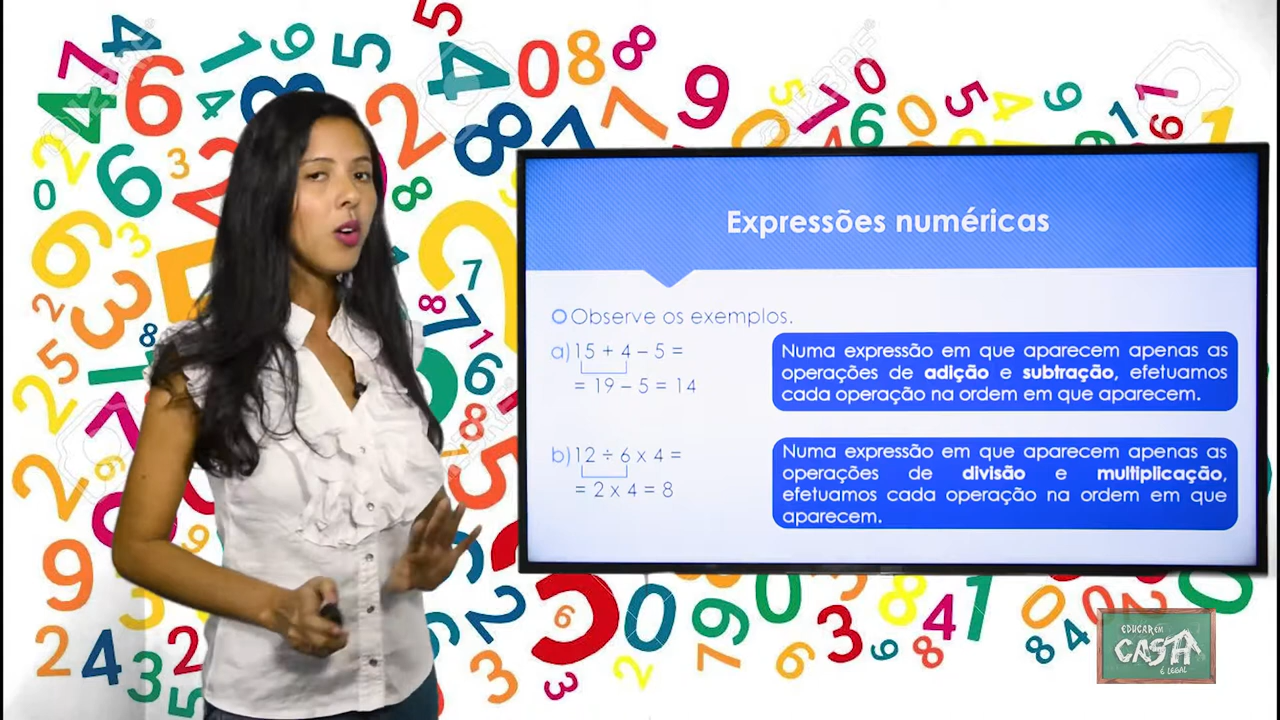 Expressões numéricas
Observe os exemplos.
a) 15 + 4 – 5 =
= 19 – 5 = 14
Numa expressão em que aparecem apenas as
operações de adição e subtração, efetuamos
cada operação na ordem em que aparecem.
b) 12 ÷ 6 x 4 =
= 2 x 4 = 8
Numa expressão em que aparecem apenas as
operações de divisão e multiplicação,
efetuamos cada operação na ordem em que
aparecem.
EDUCAR EM
CASA
É LEGAL